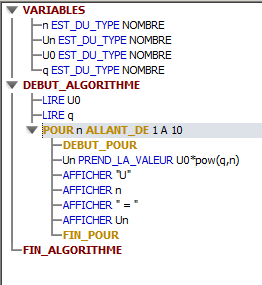 VARIABLES
n EST_DU_TYPE NOMBRE
Un EST_DU_TYPE NOMBRE
U0 EST_DU_TYPE NOMBRE
q EST_DU_TYPE NOMBRE
DEBUT_ALGORITHME
LIRE U0
LIRE q
POUR n ALLANT_DE 1 A 10
DEBUT_POUR
Un PREND_LA_VALEUR U0*pow(q,n)
AFFICHER "U"
AFFICHER n
AFFICHER " = "
AFFICHER Un
FIN_POUR
FIN_ALGORITHME